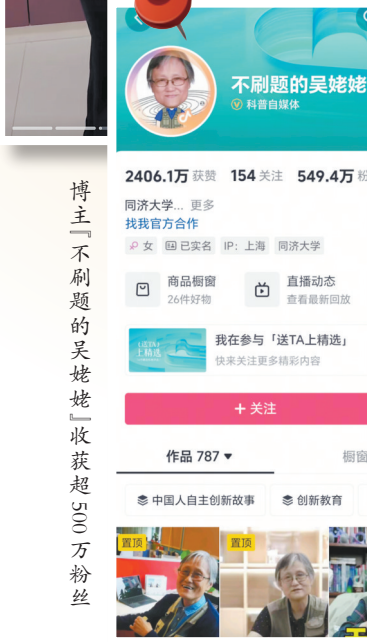 博主『不刷题的吴姥姥』收获超500万粉丝
不刷题的吴姥姥
科普自媒体
2406.1万 获赞 154 关注 549.4万 粉
同济大学... 更多
找我官方合作
女 已实名 IP：上海 同济大学
商品橱窗
26件好物
直播动态
查看最新回放
送TA
上精选
我在参与「送TA上精选」
快来关注更多精彩内容
+ 关注
作品 787 ▼ 橱窗
中国人自主创新故事 创新教育
置顶
置顶